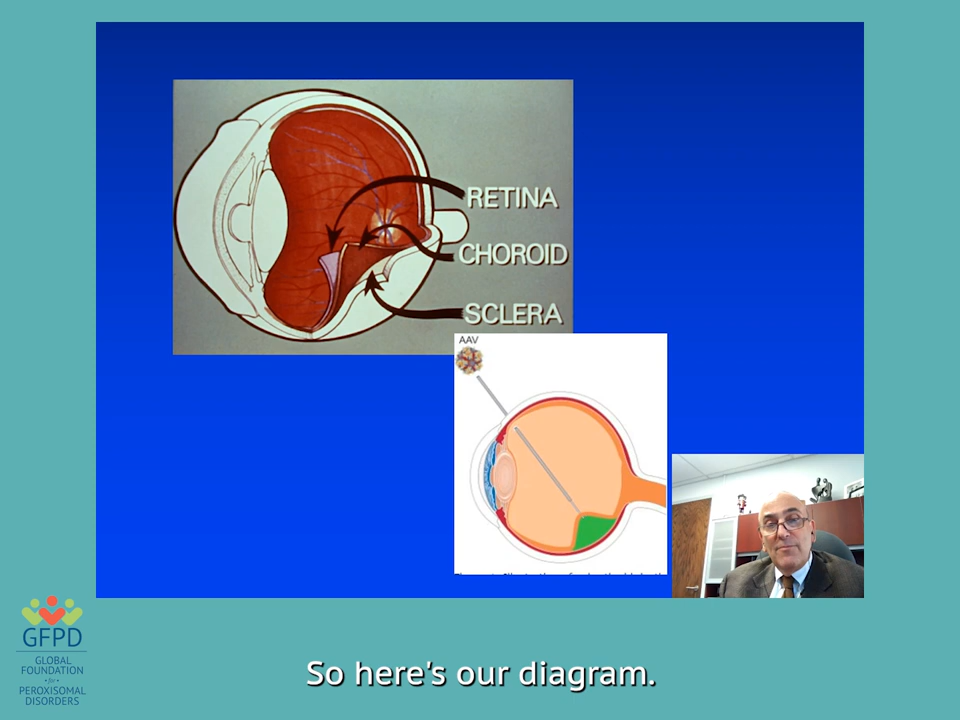 RETINA
CHOROID
SCLERA
AAV
GFPD
GLOBAL
FOUNDATION
for
PEROXISOMAL
DISORDERS
So here's our diagram.